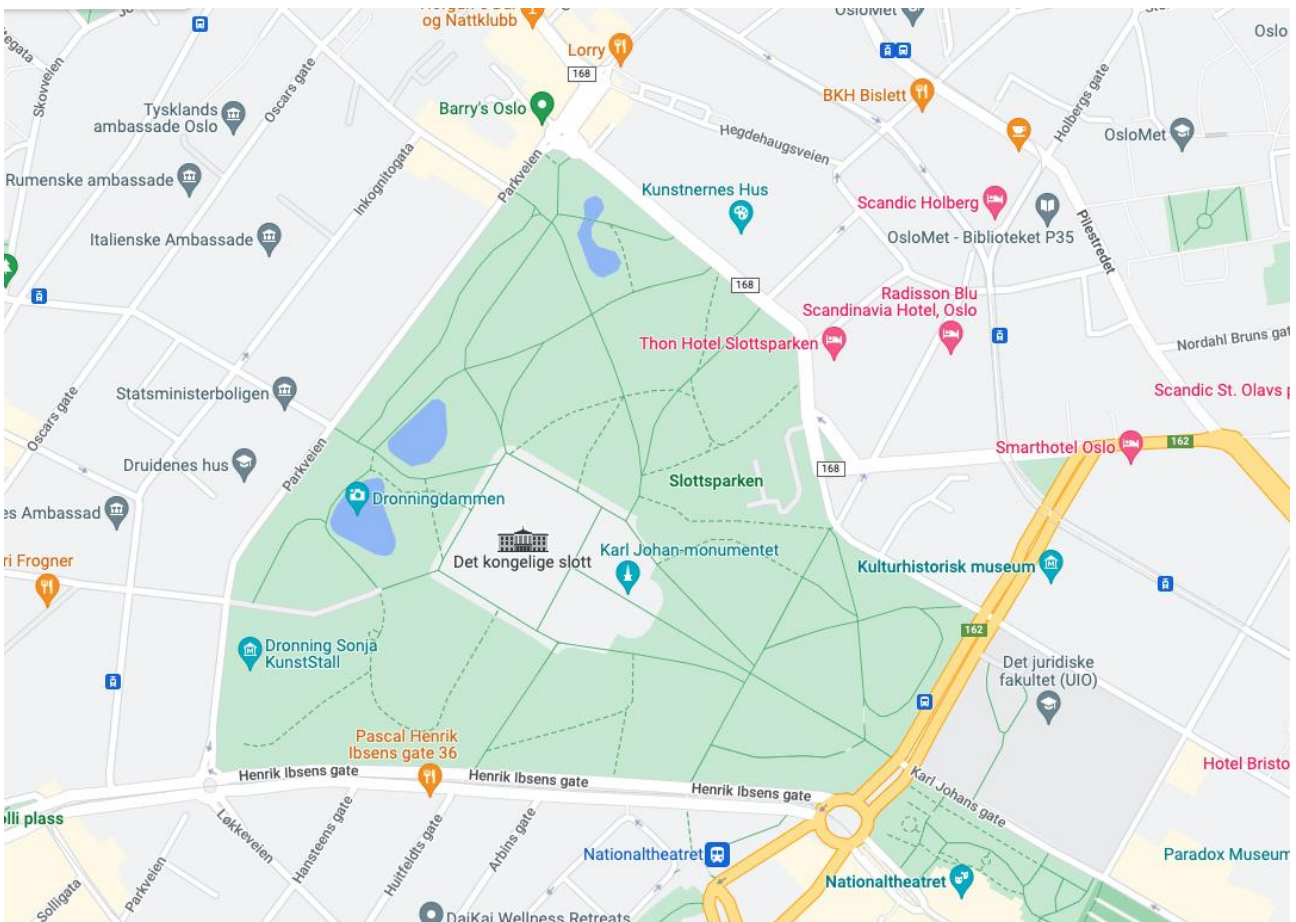 og Nattklubb
OsloMet
Oslo
Lorry
168
Skovveien
Oscars gate
BKH Bislett
Holbergs gate
Tysklands
ambassade Oslo
Barry's Oslo
Hegdehaugsveien
OsloMet
Rumenske ambassade
Inkognitogata
Parkveien
Kunstnernes Hus
Scandic Holberg
OsloMet - Biblioteket P35
Pilestredet
Italienske Ambassade
168
Radisson Blu
Scandinavia Hotel, Oslo
Thon Hotel Slottsparken
Nordahl Bruns gat
Statsministerboligen
Scandic St. Olavs p
Oscars gate
Parkveien
Smarthotel Oslo
162
Druidenes hus
168
Slottsparken
Dronningdammen
es Ambassad
Det kongelige slott
Karl Johan-monumentet
ri Frogner
Kulturhistorisk museum
162
Dronning Sonja
KunstStall
Det juridiske
fakultet (UIO)
Pascal Henrik
Ibsens gate 36
Henrik Ibsens gate
Henrik Ibsens gate
Henrik Ibsens gate
Hotel Bristo
Karl Johans gate
olli plass
Løkkeveien
Hansteens gate
Huitfeldts gate
Arbins gate
Nationaltheatret
Paradox Museum
Nationaltheatret
Solligata
Parkveien
DaiKai Wellness Retreats